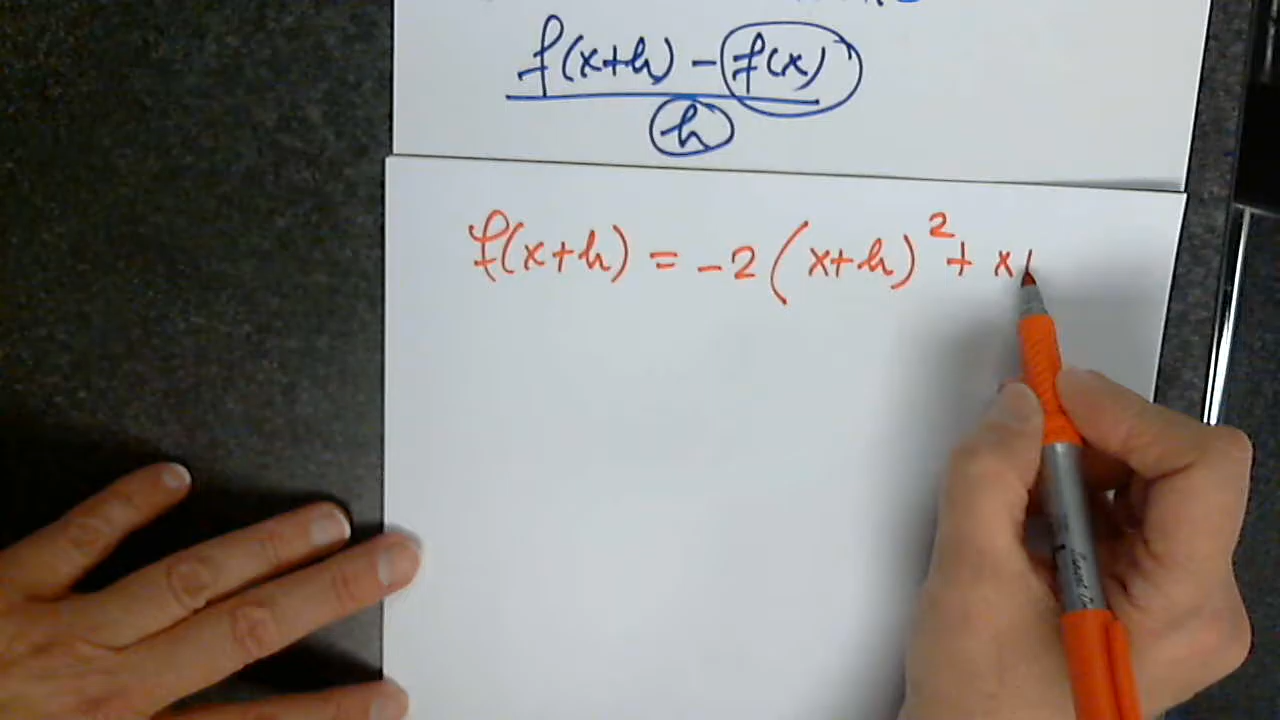 f(x+h) - f(x)
h
f(x+h) = -2(x+h)² + x